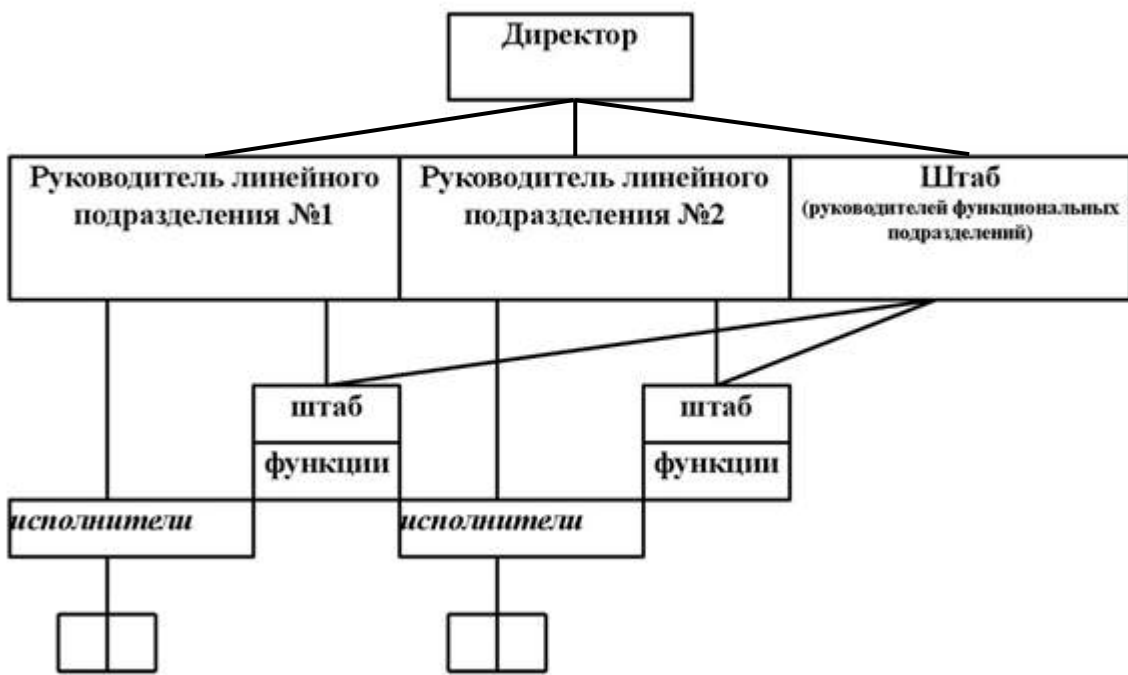 Директор
Руководитель линейного
подразделения №1
Руководитель линейного
подразделения №2
Штаб
(руководителей функциональных
подразделений)
штаб
функции
штаб
функции
исполнители
исполнители